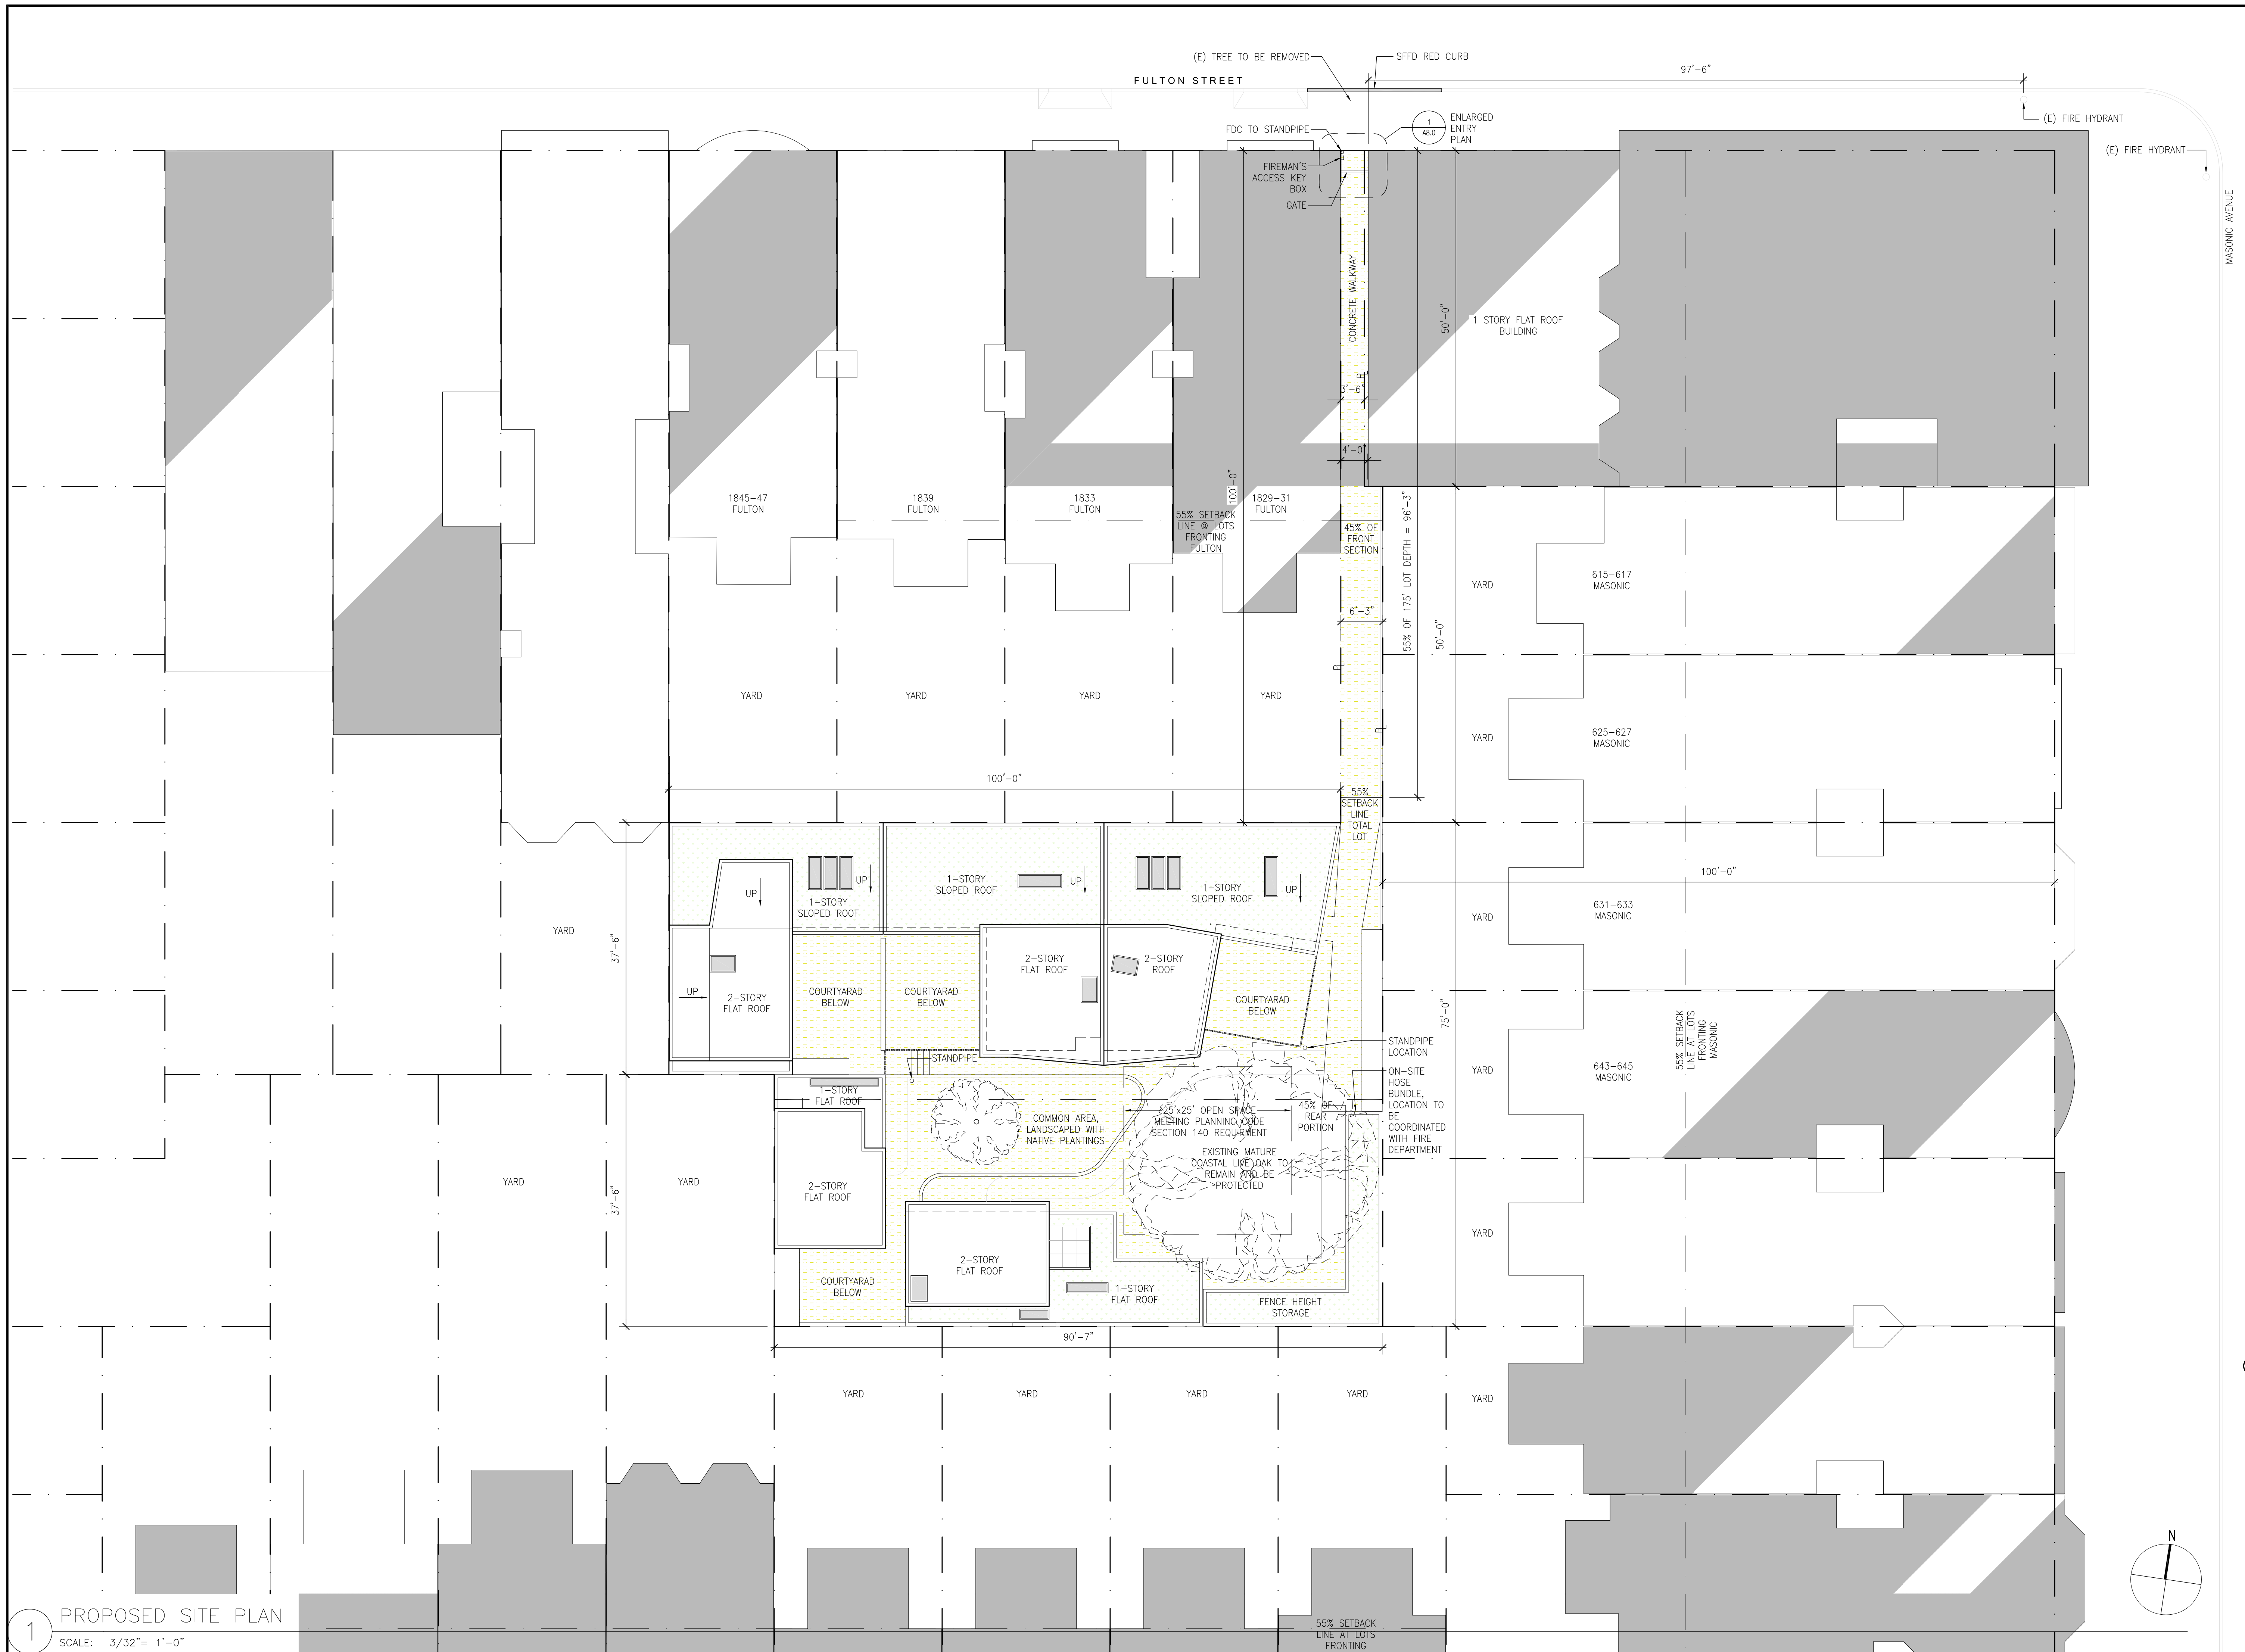 (E) TREE TO BE REMOVED
SFFD RED CURB
FULTON STREET
97'-6"
(E) FIRE HYDRANT
(E) FIRE HYDRANT
MASONIC AVENUE
FDC TO STANDPIPE
1
A8.0
ENLARGED
ENTRY
PLAN
FIREMAN'S
ACCESS KEY
BOX
GATE
CONCRETE WALKWAY
50'-0"
1 STORY FLAT ROOF
BUILDING
PL
3'-6"
4'-0"
100'-0"
1845-47
FULTON
1839
FULTON
1833
FULTON
1829-31
FULTON
55% SETBACK
LINE @ LOTS
FRONTING
FULTON
45% OF
FRONT
SECTION
55% OF 175' LOT DEPTH = 96'-3"
YARD
615-617
MASONIC
6'-3"
50'-0"
PL
YARD
YARD
YARD
YARD
PL
YARD
625-627
MASONIC
100'-0"
55%
SETBACK
LINE
TOTAL
LOT
100'-0"
UP
UP
1-STORY
SLOPED ROOF
1-STORY
SLOPED ROOF
UP
1-STORY
SLOPED ROOF
UP
YARD
631-633
MASONIC
YARD
37'-6"
UP
2-STORY
FLAT ROOF
COURTYARAD
BELOW
COURTYARAD
BELOW
2-STORY
FLAT ROOF
2-STORY
ROOF
COURTYARAD
BELOW
75'-0"
STANDPIPE
STANDPIPE
LOCATION
ON-SITE
HOSE
BUNDLE,
LOCATION TO
BE
COORDINATED
WITH FIRE
DEPARTMENT
YARD
643-645
MASONIC
55% SETBACK
LINE AT LOTS
FRONTING
MASONIC
1-STORY
FLAT ROOF
COMMON AREA,
LANDSCAPED WITH
NATIVE PLANTINGS
25'x25' OPEN SPACE
MEETING PLANNING CODE
SECTION 140 REQUIRMENT
45% OF
REAR
PORTION
EXISTING MATURE
COASTAL LIVE OAK TO
REMAIN AND BE
PROTECTED
YARD
YARD
37'-6"
2-STORY
FLAT ROOF
YARD
COURTYARAD
BELOW
2-STORY
FLAT ROOF
1-STORY
FLAT ROOF
FENCE HEIGHT
STORAGE
90'-7"
YARD
YARD
YARD
YARD
YARD
N
1
PROPOSED SITE PLAN
SCALE: 3/32"= 1'-0"
55% SETBACK
LINE AT LOTS
FRONTING